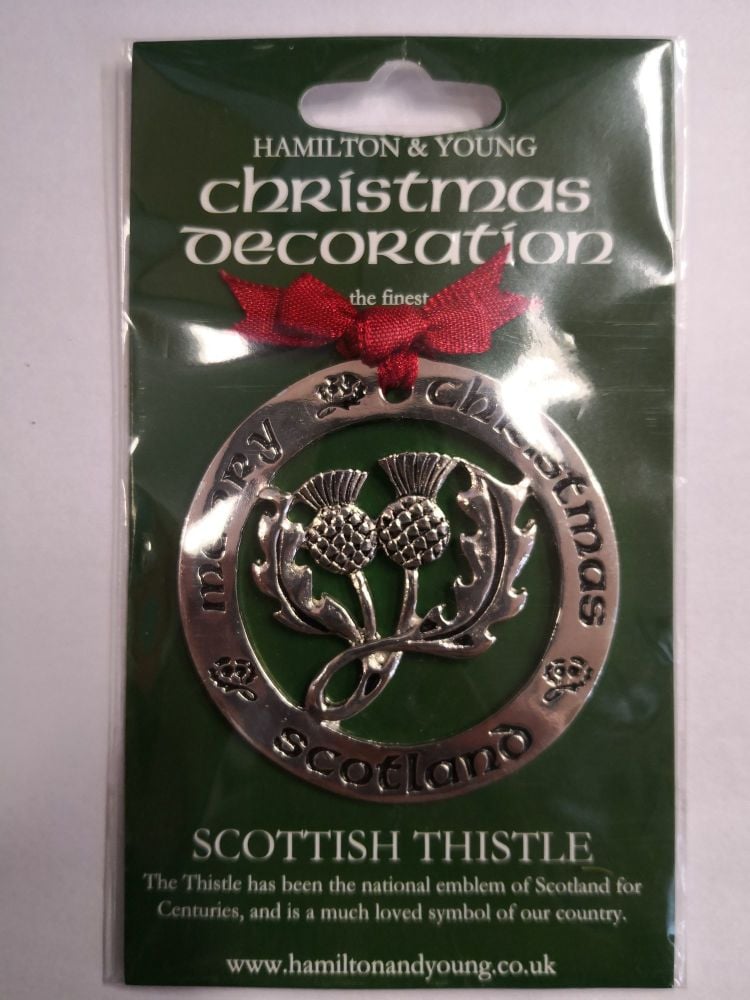 HAMILTON & YOUNG
christmas
decoration
the finest
merry christmas
scotland
SCOTTISH THISTLE
The Thistle has been the national emblem of Scotland for
Centuries, and is a much loved symbol of our country.
www.hamiltonandyoung.co.uk